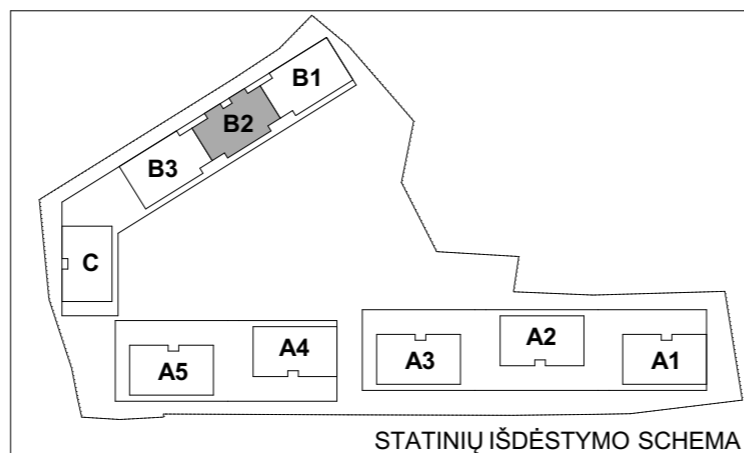 B1
B2
B3
C
A2
A4
A3
A1
A5
STATINIŲ IŠDĖSTYMO SCHEMA